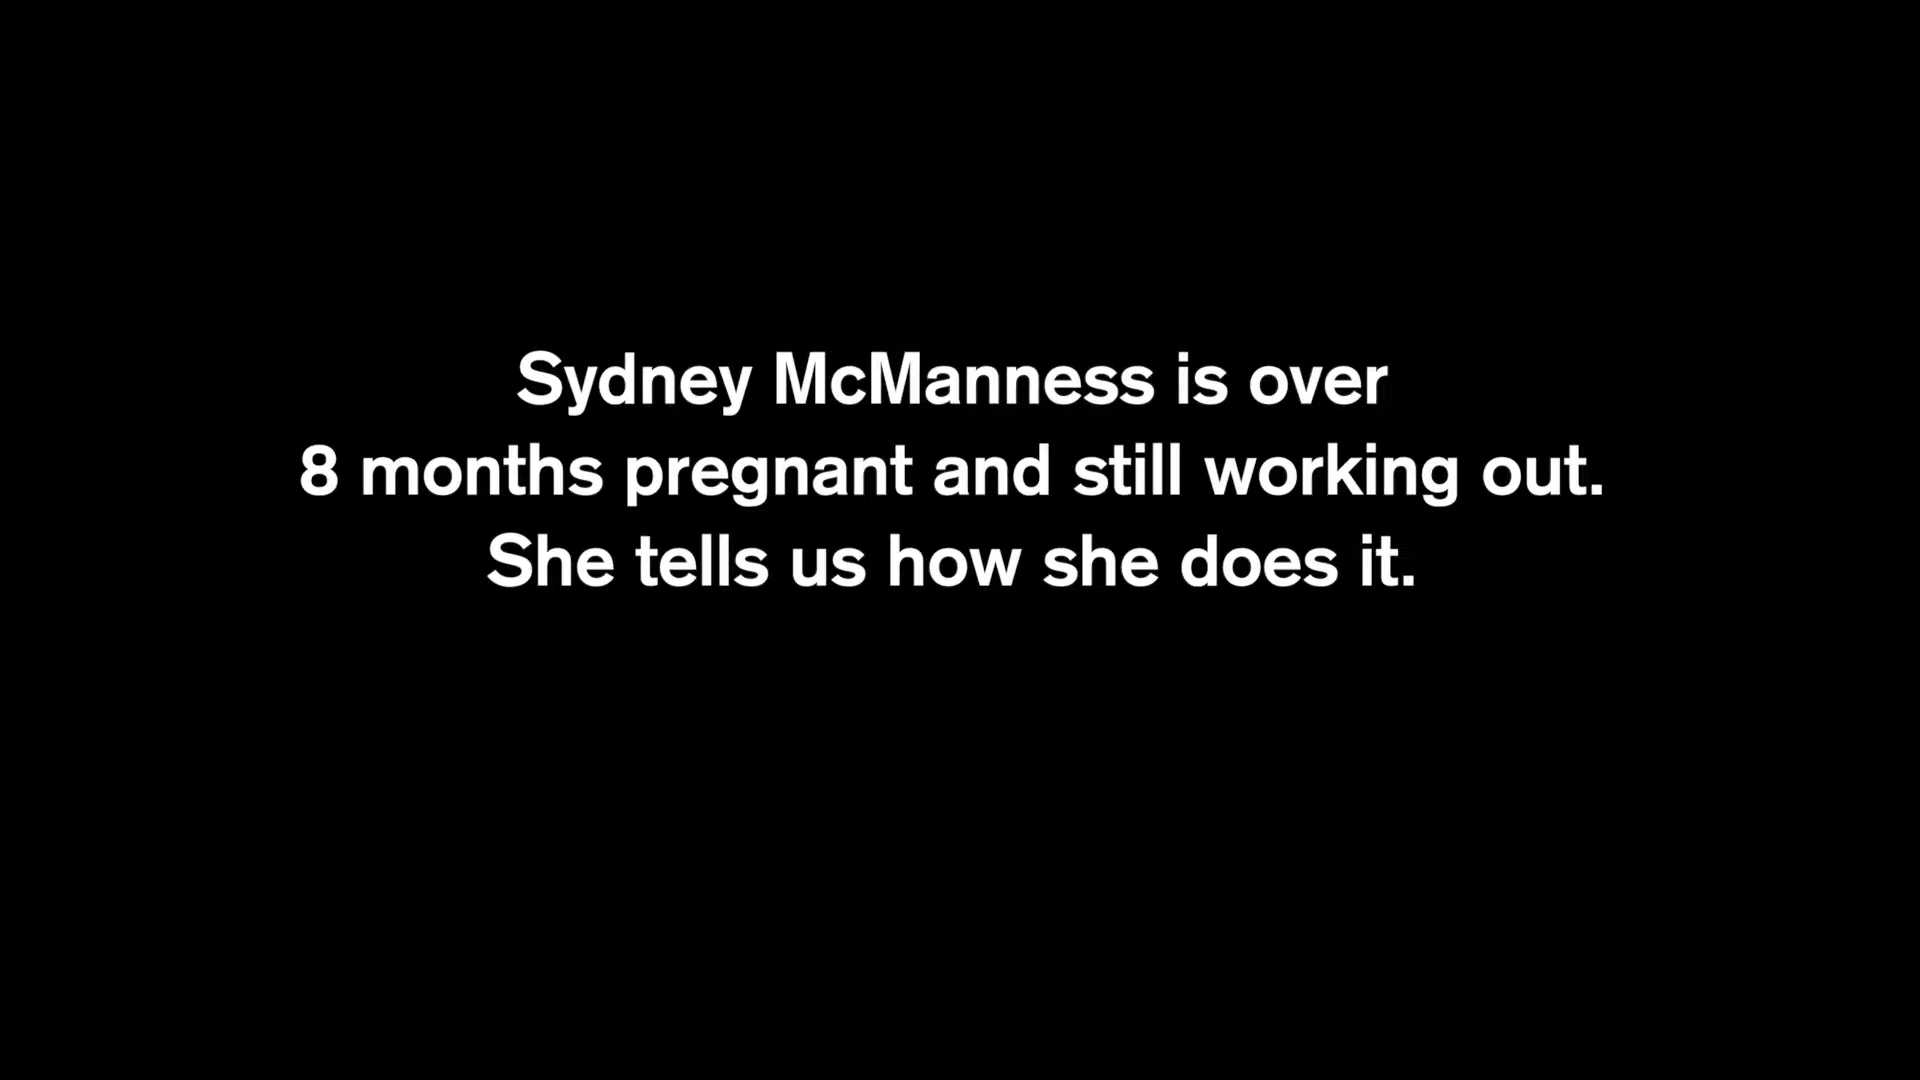 Sydney McManness is over
8 months pregnant and still working out.
She tells us how she does it.